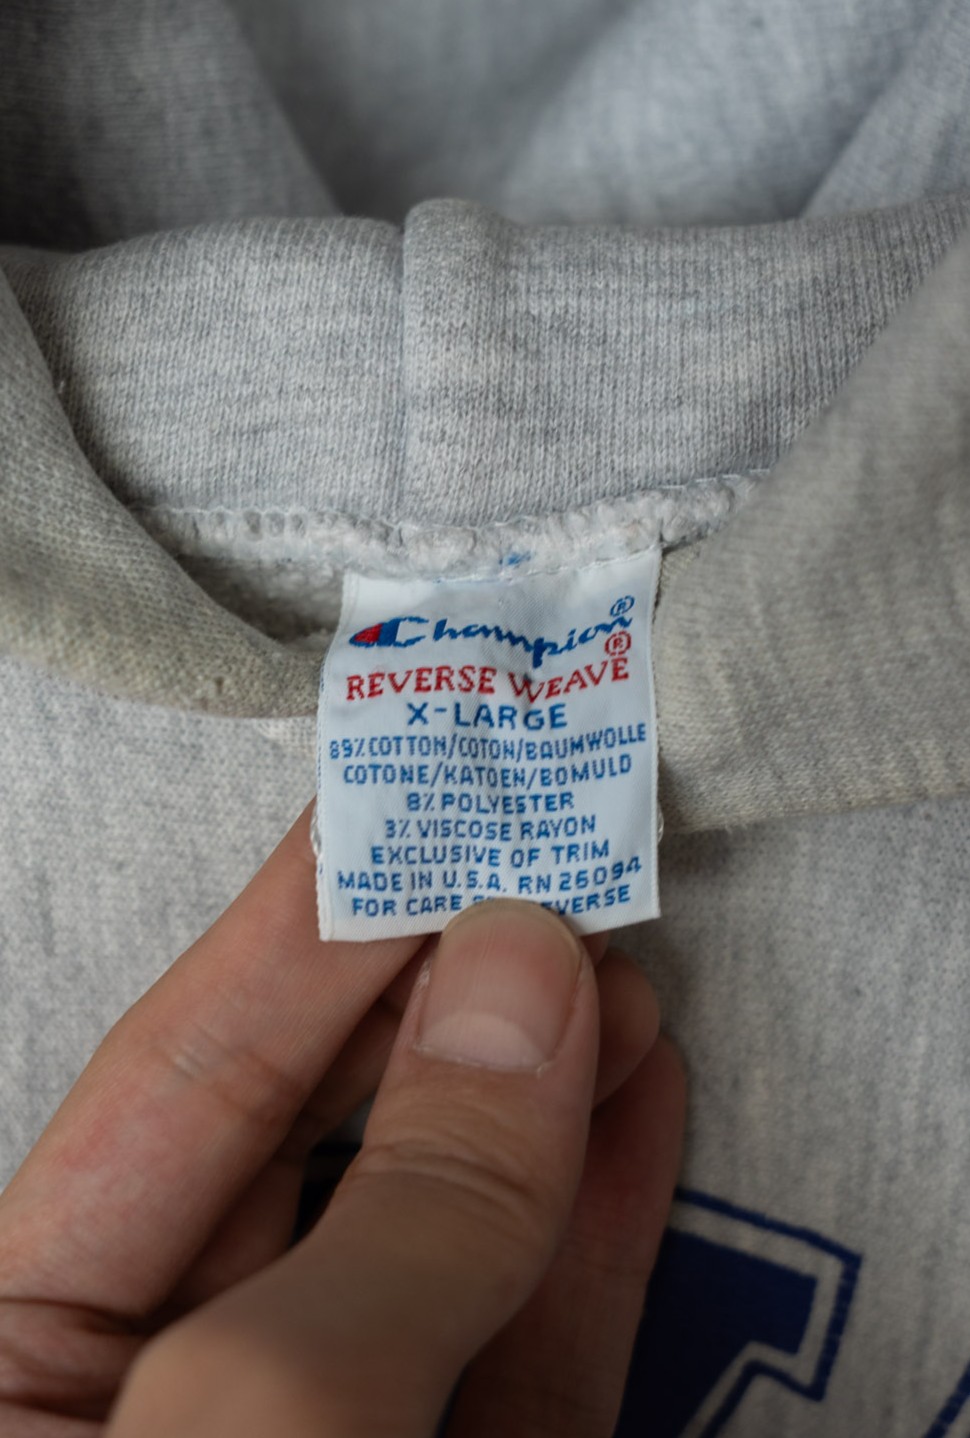 Champion®
REVERSE WEAVE®
X-LARGE
89% COTTON/COTON/BAUMWOLLE
COTONE/KATOEN/BOMULD
8% POLYESTER
3% VISCOSE RAYON
EXCLUSIVE OF TRIM
MADE IN U.S.A. RN 26094
FOR CARE